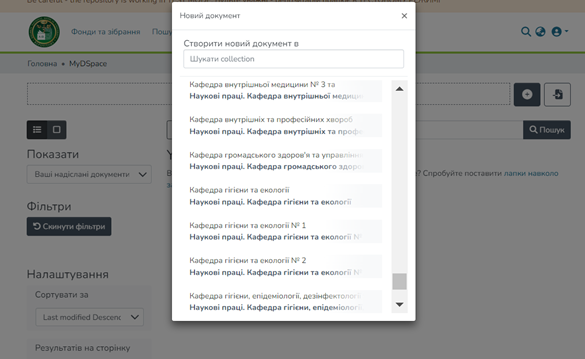 Be careful! - the repository is working in
Новий документ
×
Створити новий документ в
Шукати collection
Фонди та зібрання
Головна • MyDSpace
Кафедра внутрішньої медицини № 3 та
Наукові праці. Кафедра внутрішньої медици
Кафедра внутрішніх та професійних хвороб
Наукові праці. Кафедра внутрішніх та профе
Кафедра громадського здоров'я та управлінн
Наукові праці. Кафедра громадського здоро
Кафедра гігієни та екології
Наукові праці. Кафедра гігієни та екології
Кафедра гігієни та екології № 1
Наукові праці. Кафедра гігієни та екології №
Кафедра гігієни та екології № 2
Наукові праці. Кафедра гігієни та екології №
Кафедра гігієни, епідеміології, дезінфектологі
Наукові праці. Кафедра гігієни, епідеміології
Пошук
Показати
Ваші надіслані документи
? Спробуйте поставити лапки навколо
Фільтри
Скинути фільтри
Налаштування
Сортувати за
Last modified Descenc
Результатів на сторінку